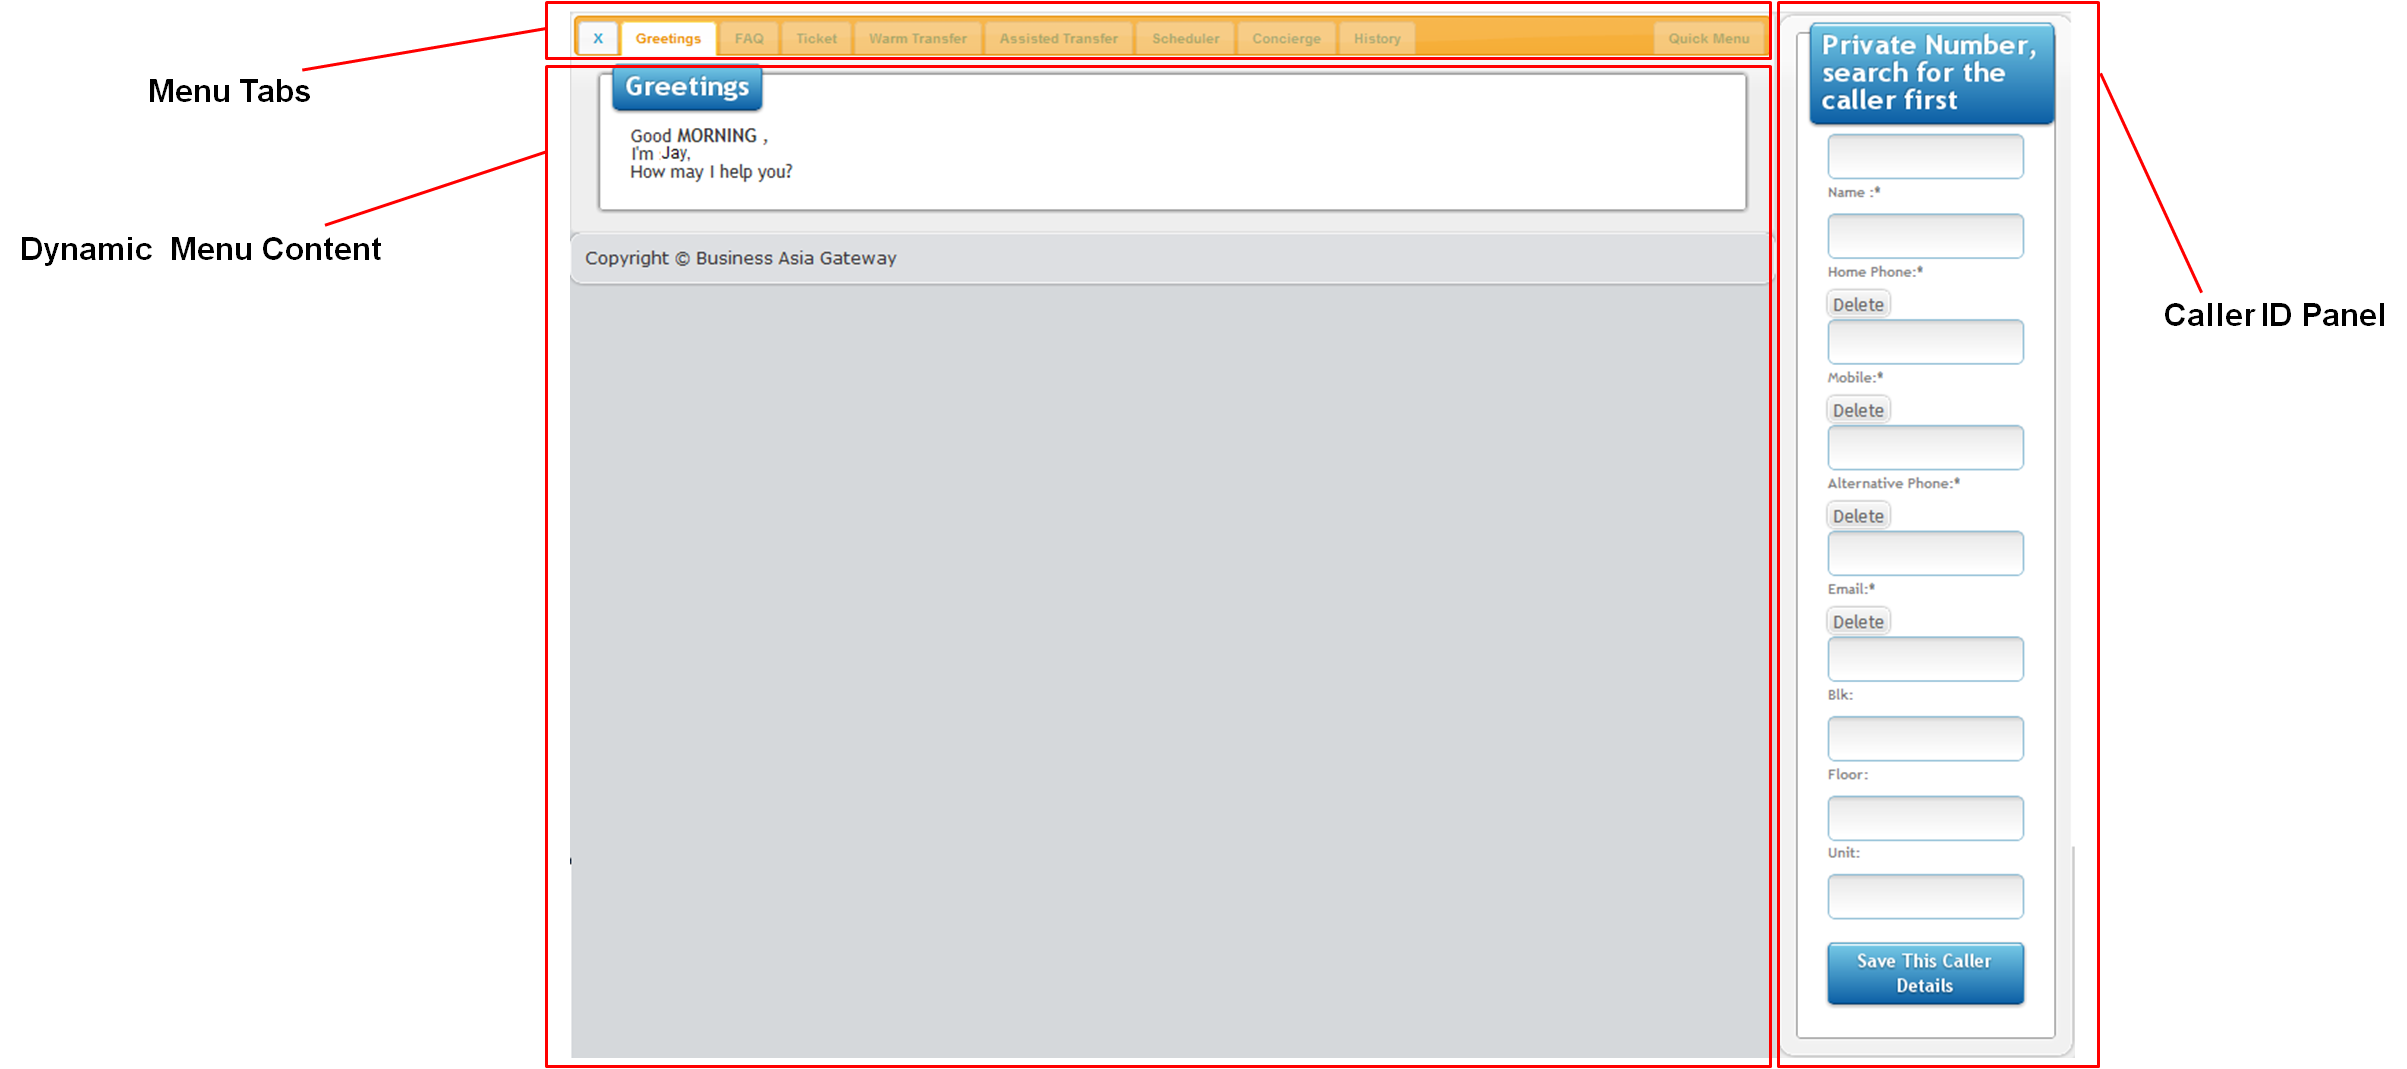 Menu Tabs
Dynamic Menu Content
X Greetings FAQ Ticket Warm Transfer Assisted Transfer Scheduler Concierge History Quick Menu
Greetings
Good MORNING ,
I'm Jay,
How may I help you?
Copyright © Business Asia Gateway
Private Number,
search for the
caller first
Name :*
Home Phone:*
Delete
Mobile:*
Delete
Alternative Phone:*
Delete
Email:*
Delete
Blk:
Floor:
Unit:
Save This Caller
Details
Caller ID Panel